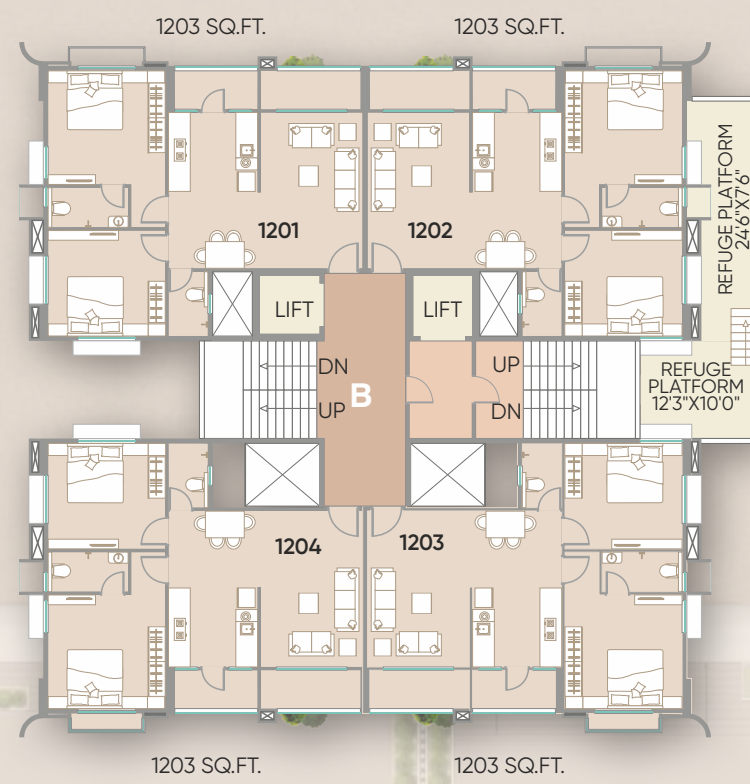 1203 SQ.FT.
1203 SQ.FT.
REFUGE PLATFORM
24'6"X7'6"
1201
1202
LIFT
LIFT
DN
UP
B
UP
DN
REFUGE
PLATFORM
12'3"X10'0"
1204
1203
1203 SQ.FT.
1203 SQ.FT.